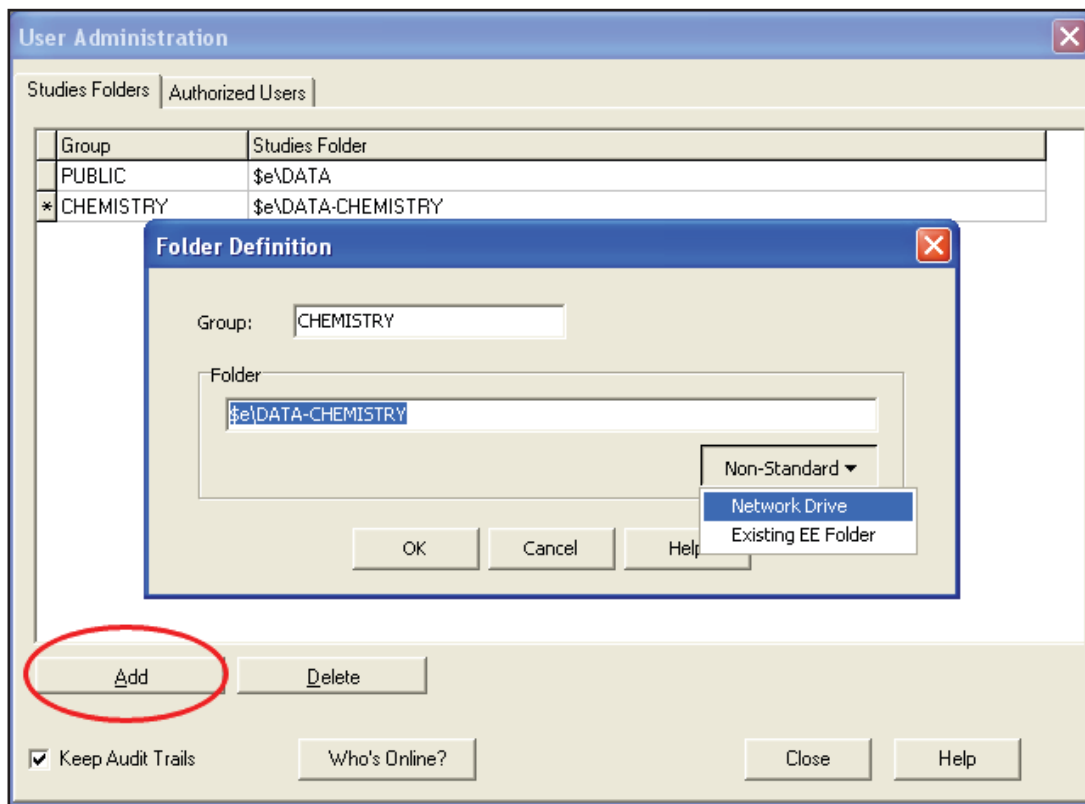 User Administration
Studies Folders Authorized Users
Group Studies Folder
PUBLIC $e\DATA
* CHEMISTRY $e\DATA-CHEMISTRY
Folder Definition
Group: CHEMISTRY
Folder
$e\DATA-CHEMISTRY
Non-Standard
Network Drive
Existing EE Folder
OK Cancel Help
Add Delete
Keep Audit Trails Who's Online? Close Help